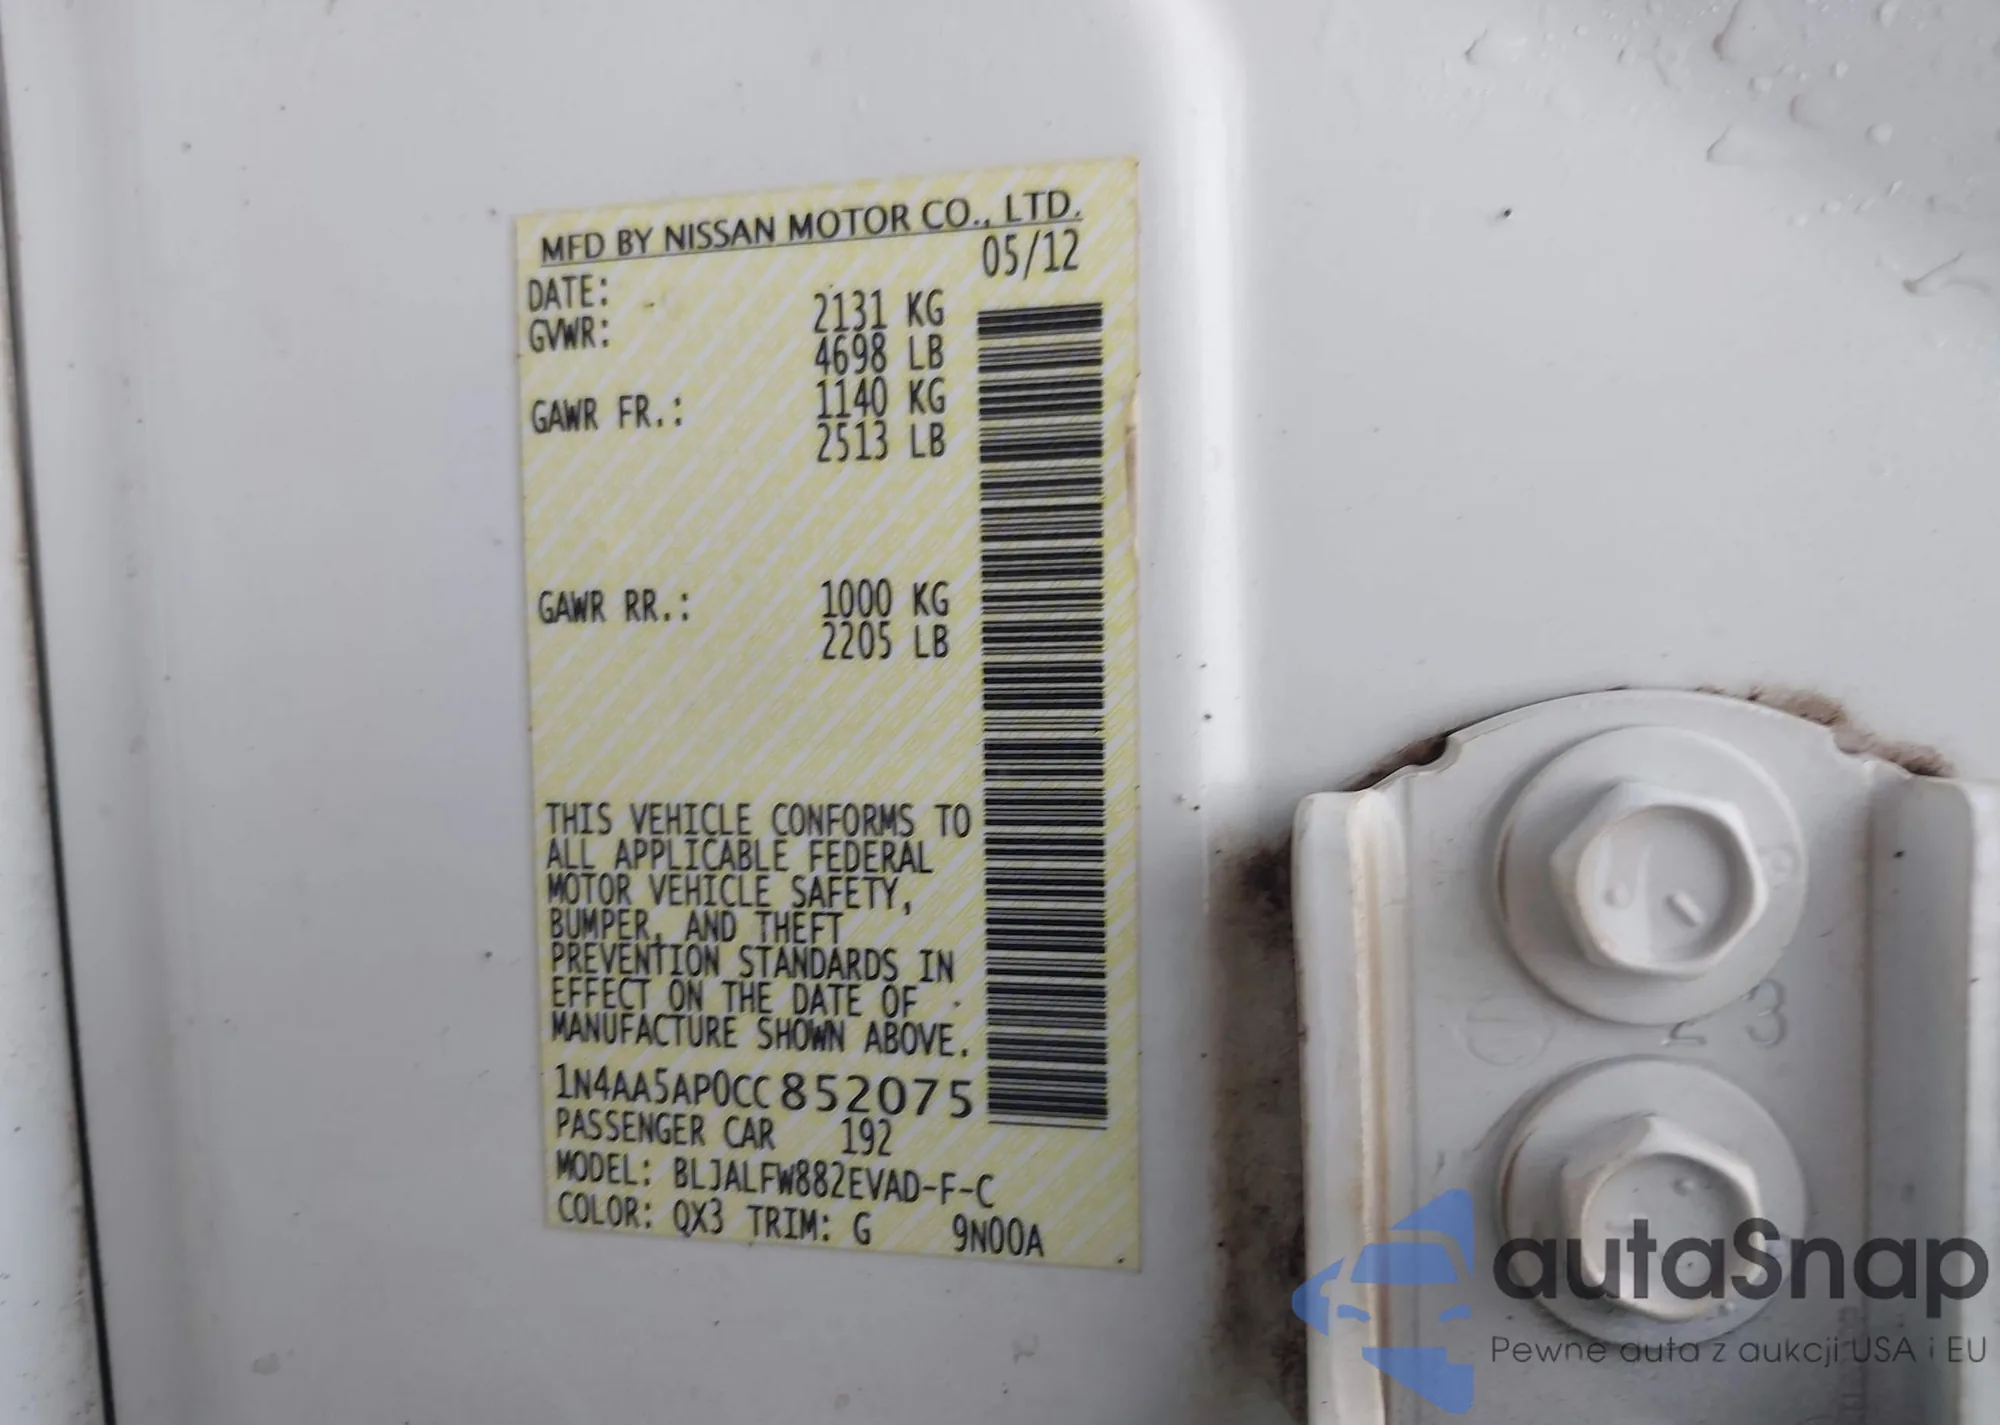 MFD BY NISSAN MOTOR CO., LTD.
DATE: 05/12
GVWR: 2131 KG
4698 LB
GAWR FR.: 1140 KG
2513 LB
GAWR RR.: 1000 KG
2205 LB
THIS VEHICLE CONFORMS TO
ALL APPLICABLE FEDERAL
MOTOR VEHICLE SAFETY,
BUMPER, AND THEFT
PREVENTION STANDARDS IN
EFFECT ON THE DATE OF
MANUFACTURE SHOWN ABOVE.
1N4AA5AP0CC852075
PASSENGER CAR 192
MODEL: BLJALFW882EVAD-F-C
COLOR: QX3 TRIM: G 9N00A
autaSnap
Pewne auta z aukcji USA i EU